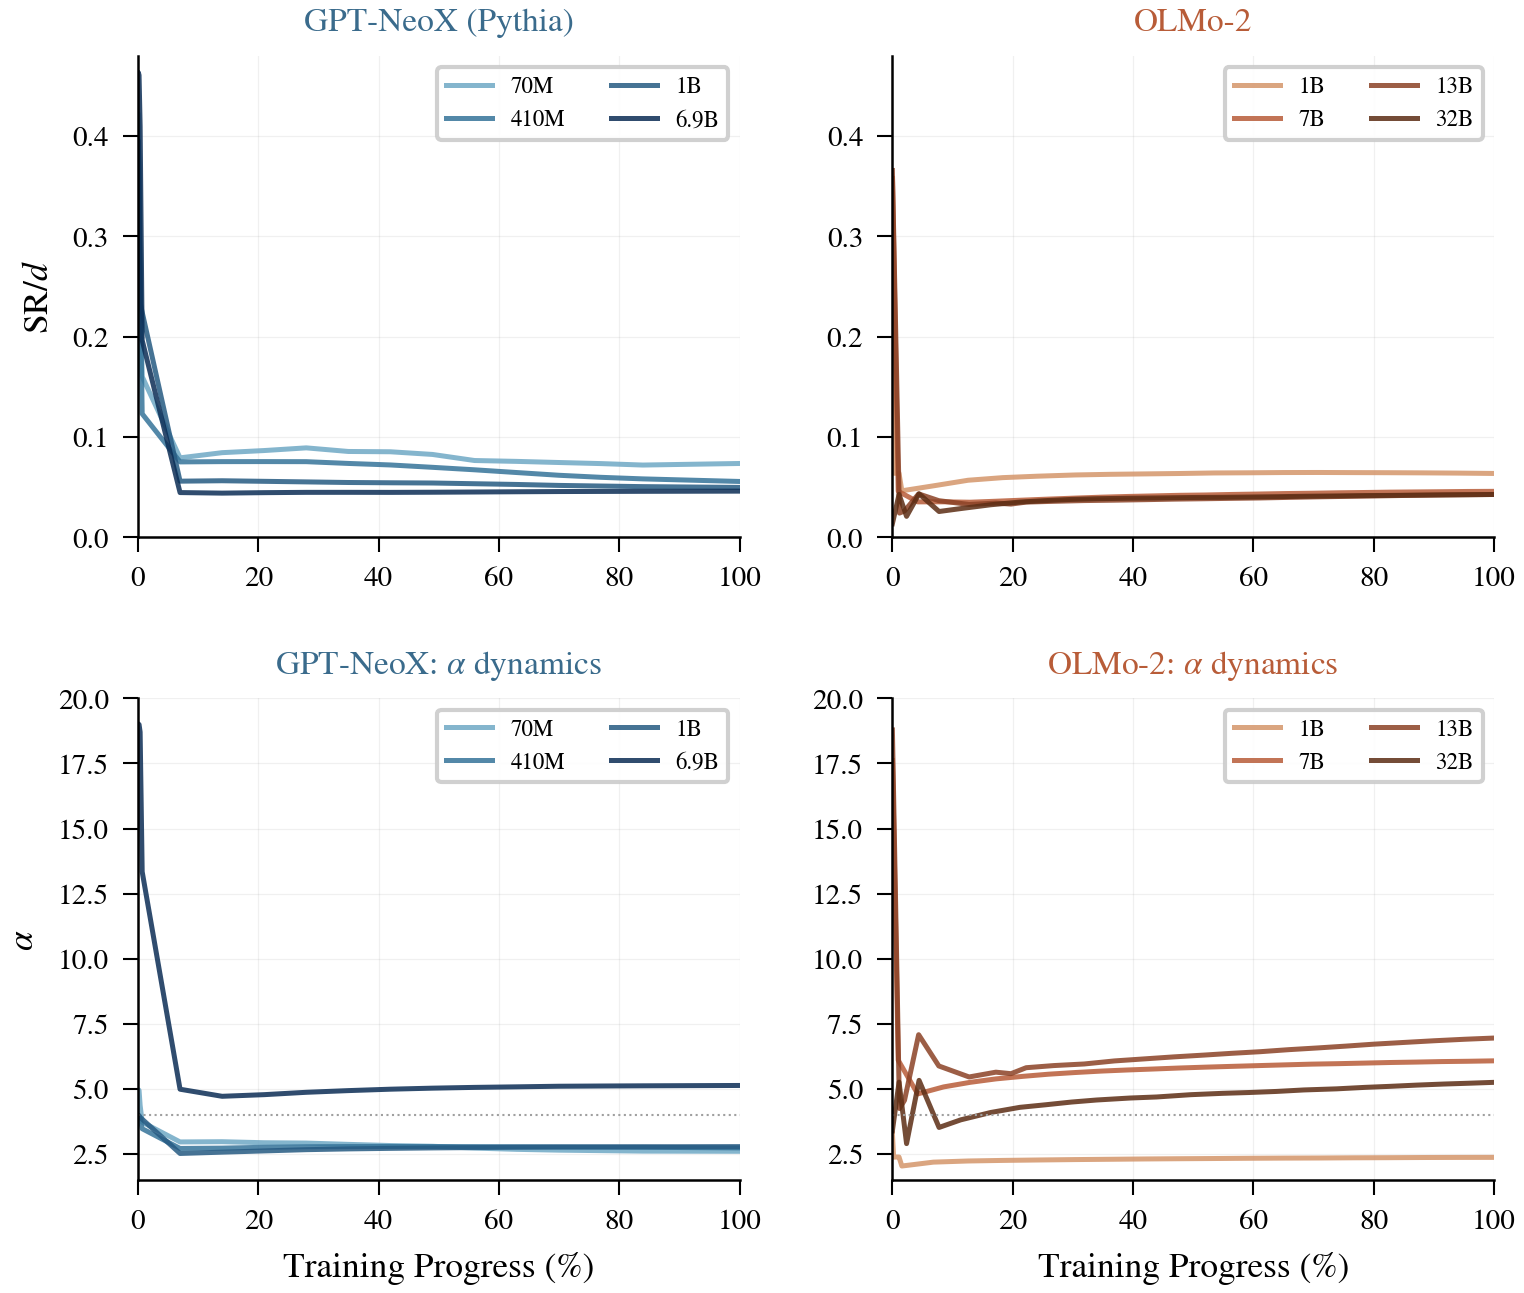 GPT-NeoX (Pythia)
70M 1B
410M 6.9B
SR/d
0.4
0.3
0.2
0.1
0.0
0 20 40 60 80 100
OLMo-2
1B 13B
7B 32B
0.4
0.3
0.2
0.1
0.0
0 20 40 60 80 100
GPT-NeoX: α dynamics
70M 1B
410M 6.9B
α
20.0
17.5
15.0
12.5
10.0
7.5
5.0
2.5
0 20 40 60 80 100
Training Progress (%)
OLMo-2: α dynamics
1B 13B
7B 32B
20.0
17.5
15.0
12.5
10.0
7.5
5.0
2.5
0 20 40 60 80 100
Training Progress (%)